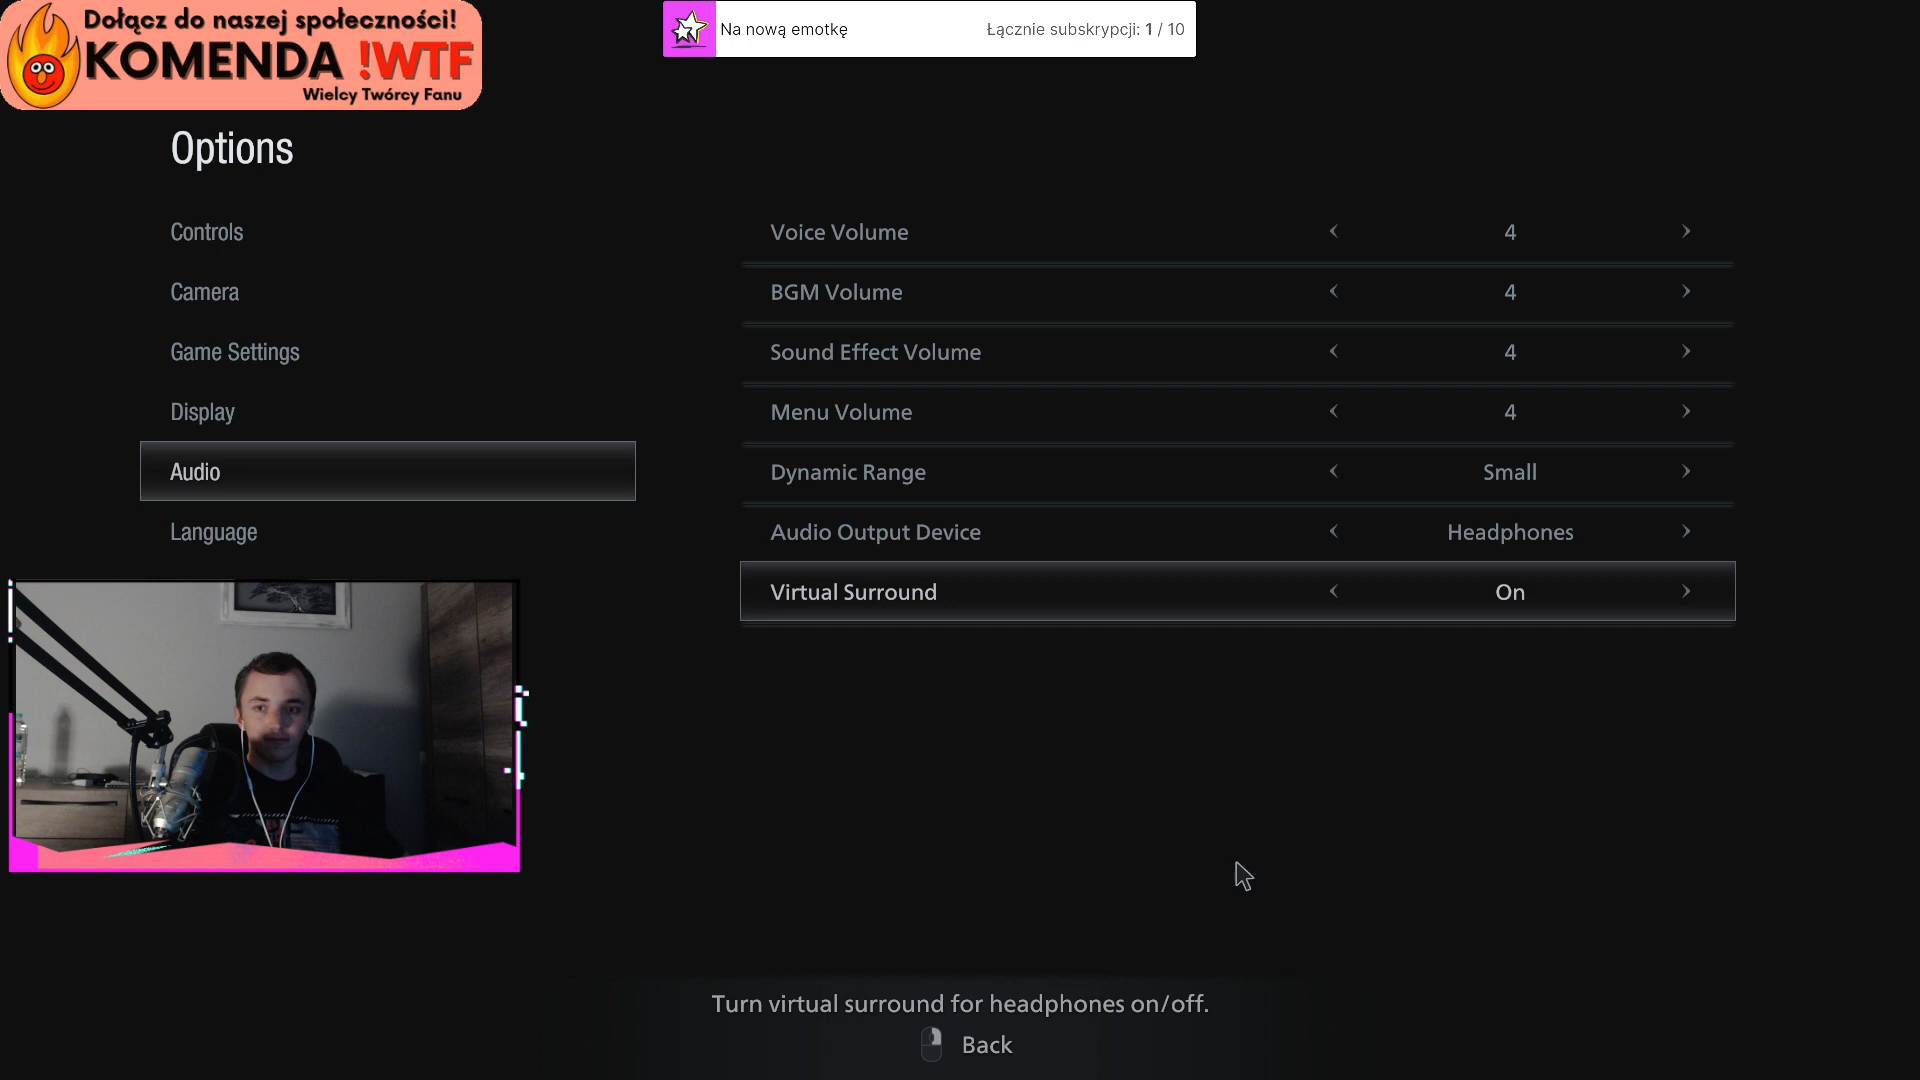 Dołącz do naszej społeczności!
KOMENDA !WTF
Wielcy Twórcy Fanu
Na nową emotkę
Łącznie subskrypcji: 1 / 10
Options
Controls
Camera
Game Settings
Display
Audio
Language
Voice Volume 4
BGM Volume 4
Sound Effect Volume 4
Menu Volume 4
Dynamic Range Small
Audio Output Device Headphones
Virtual Surround On
Turn virtual surround for headphones on/off.
Back